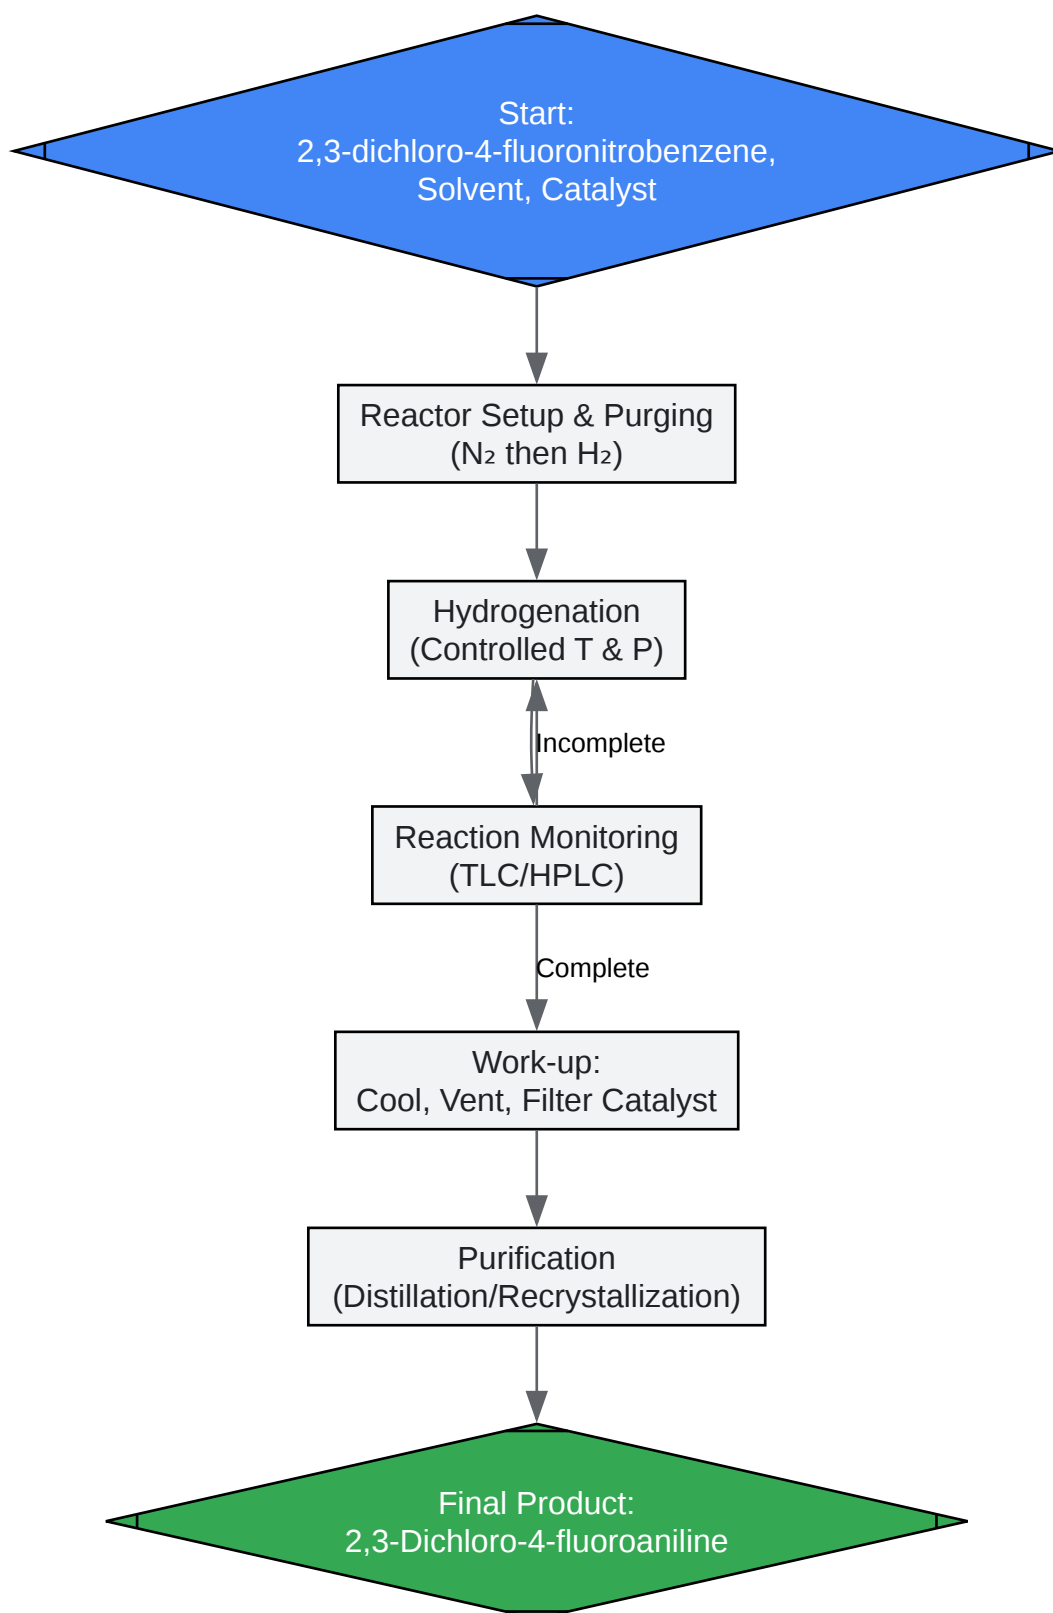 Start:
2,3-dichloro-4-fluoronitrobenzene,
Solvent, Catalyst
Reactor Setup & Purging
(N₂ then H₂)
Hydrogenation
(Controlled T & P)
Incomplete
Reaction Monitoring
(TLC/HPLC)
Complete
Work-up:
Cool, Vent, Filter Catalyst
Purification
(Distillation/Recrystallization)
Final Product:
2,3-Dichloro-4-fluoroaniline